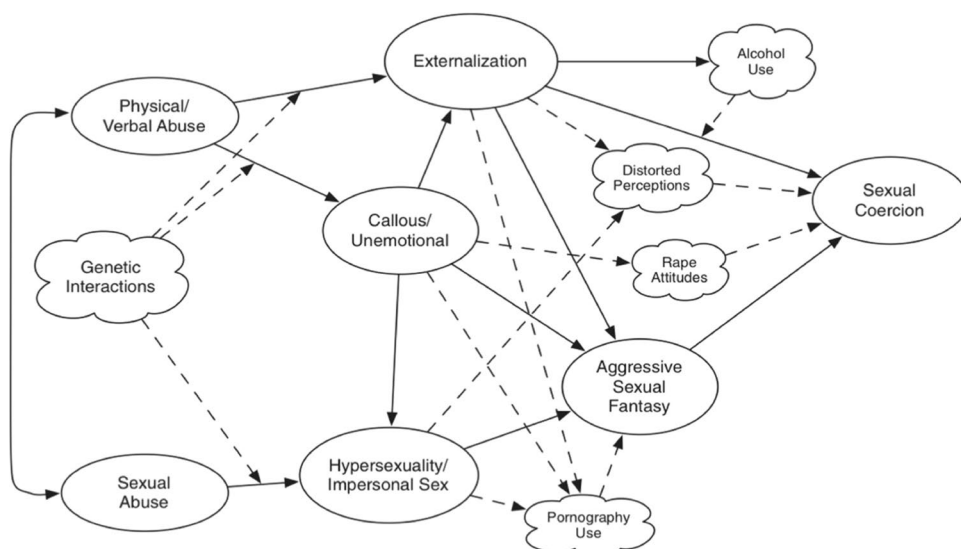 Externalization
Alcohol
Use
Physical/
Verbal Abuse
Distorted
Perceptions
Sexual
Coercion
Callous/
Unemotional
Genetic
Interactions
Rape
Attitudes
Aggressive
Sexual
Fantasy
Sexual
Abuse
Hypersexuality/
Impersonal Sex
Pornography
Use